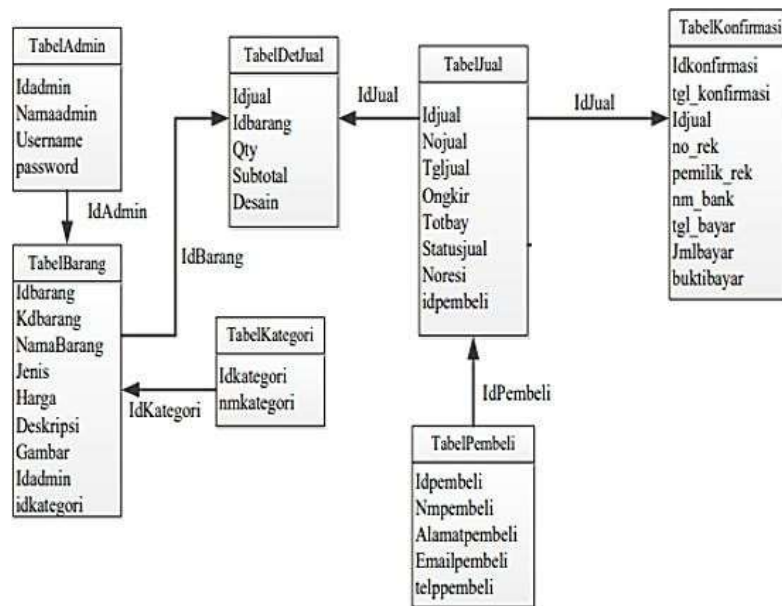 TabelAdmin
Idadmin
Namaadmin
Username
password
IdAdmin
TabelBarang
Idbarang
Kdbarang
NamaBarang
Jenis
Harga
Deskripsi
Gambar
Idadmin
idkategori
TabelDetJual
Idjual
Idbarang
Qty
Subtotal
Desain
IdBarang
TabelKategori
Idkategori
nmkategori
IdKategori
IdJual
TabelJual
Idjual
Nojual
Tgljual
Ongkir
Totbay
Statusjual
Noresi
idpembeli
IdPembeli
TabelPembeli
Idpembeli
Nmpembeli
Alamatpembeli
Emailpembeli
telppembeli
IdJual
TabelKonfirmasi
Idkonfirmasi
tgl_konfirmasi
Idjual
no_rek
pemilik_rek
nm_bank
tgl_bayar
Jmlbayar
buktibayar